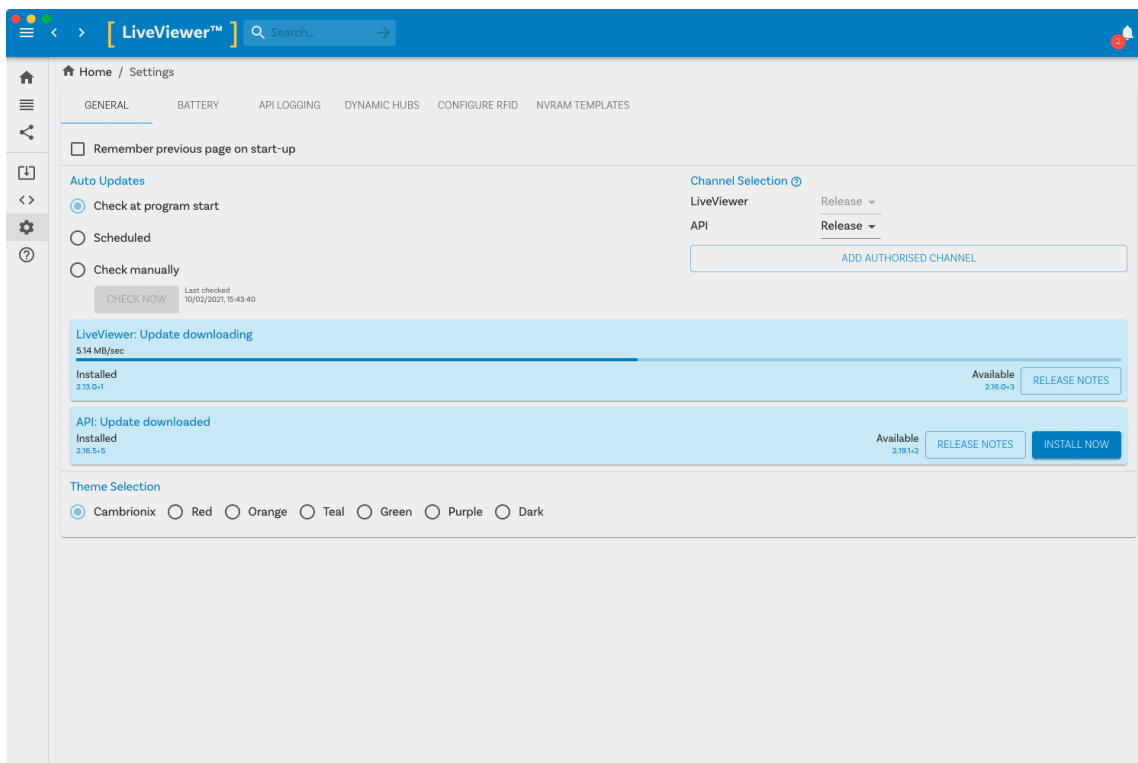 [ LiveViewer™ ] Search...
2
Home / Settings
GENERAL BATTERY API LOGGING DYNAMIC HUBS CONFIGURE RFID NVRAM TEMPLATES
Remember previous page on start-up
Auto Updates
Check at program start
Scheduled
Check manually
CHECK NOW
Last checked
10/02/2021, 15:43:40
Channel Selection
LiveViewer Release
API Release
ADD AUTHORISED CHANNEL
LiveViewer: Update downloading
5.14 MB/sec
Installed
2.13.0+1
Available
2.16.0+3
RELEASE NOTES
API: Update downloaded
Installed
2.16.5+5
Available
2.19.1+2
RELEASE NOTES
INSTALL NOW
Theme Selection
Cambrionix Red Orange Teal Green Purple Dark